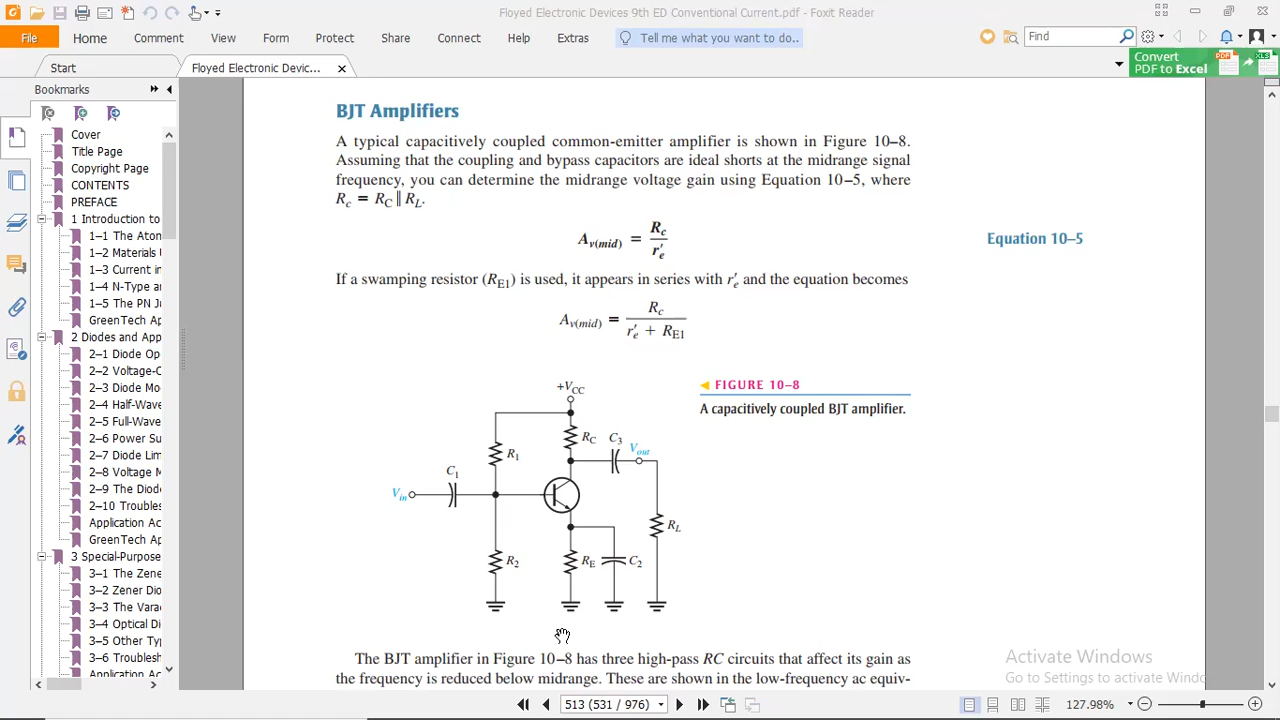 Floyed Electronic Devices 9th ED Conventional Current.pdf - Foxit Reader
File Home Comment View Form Protect Share Connect Help Extras Tell me what you want to do.. Find
Start Floyed Electronic Devic...
Convert
PDF to Excel
Bookmarks
Cover
Title Page
Copyright Page
CONTENTS
PREFACE
1 Introduction to
1–1 The Atom
1–2 Materials U
1–3 Current in
1–4 N-Type an
1–5 The PN J
GreenTech Ap
2 Diodes and App
2–1 Diode Op
2–2 Voltage-C
2–3 Diode Mo
2–4 Half-Wave
2–5 Full-Wave
2–6 Power Su
2–7 Diode Lim
2–8 Voltage M
2–9 The Diode
2–10 Troubles
Application Ac
GreenTech Ap
3 Special-Purpose
3–1 The Zene
3–2 Zener Dio
3–3 The Varac
3–4 Optical Di
3–5 Other Typ
3–6 Troublesh
Application Ac
BJT Amplifiers
A typical capacitively coupled common-emitter amplifier is shown in Figure 10–8.
Assuming that the coupling and bypass capacitors are ideal shorts at the midrange signal
frequency, you can determine the midrange voltage gain using Equation 10–5, where
Rc = RC ∥ RL.
Av(mid) = Rc / r′e
Equation 10–5
If a swamping resistor (RE1) is used, it appears in series with r′e and the equation becomes
Av(mid) = Rc / r′e + RE1
FIGURE 10–8
A capacitively coupled BJT amplifier.
+VCC
RC C3
Vout
R1
C1
Vin
RL
R2 RE C2
The BJT amplifier in Figure 10–8 has three high-pass RC circuits that affect its gain as
the frequency is reduced below midrange. These are shown in the low-frequency ac equiv-
Activate Windows
Go to Settings to activate Windo
513 (531 / 976) 127.98%